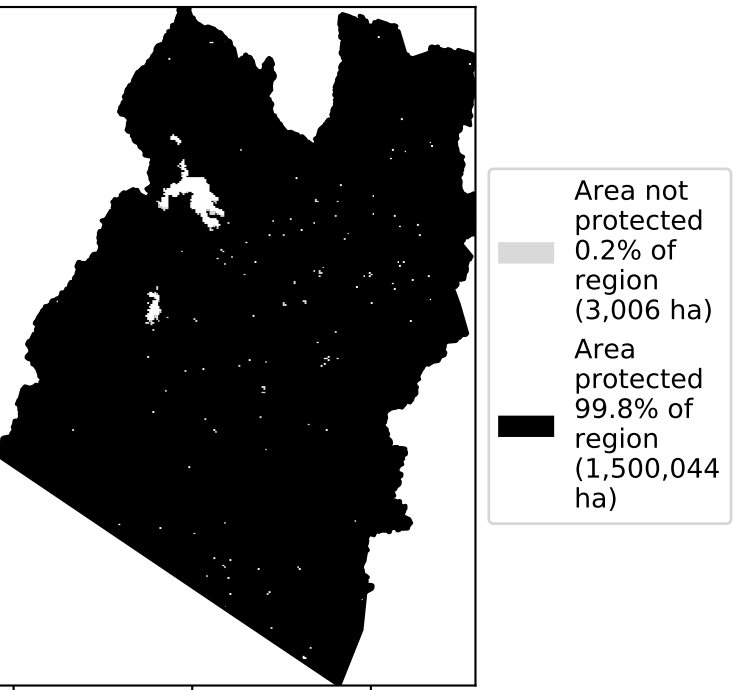 Area not
protected
0.2% of
region
(3,006 ha)
Area
protected
99.8% of
region
(1,500,044
ha)